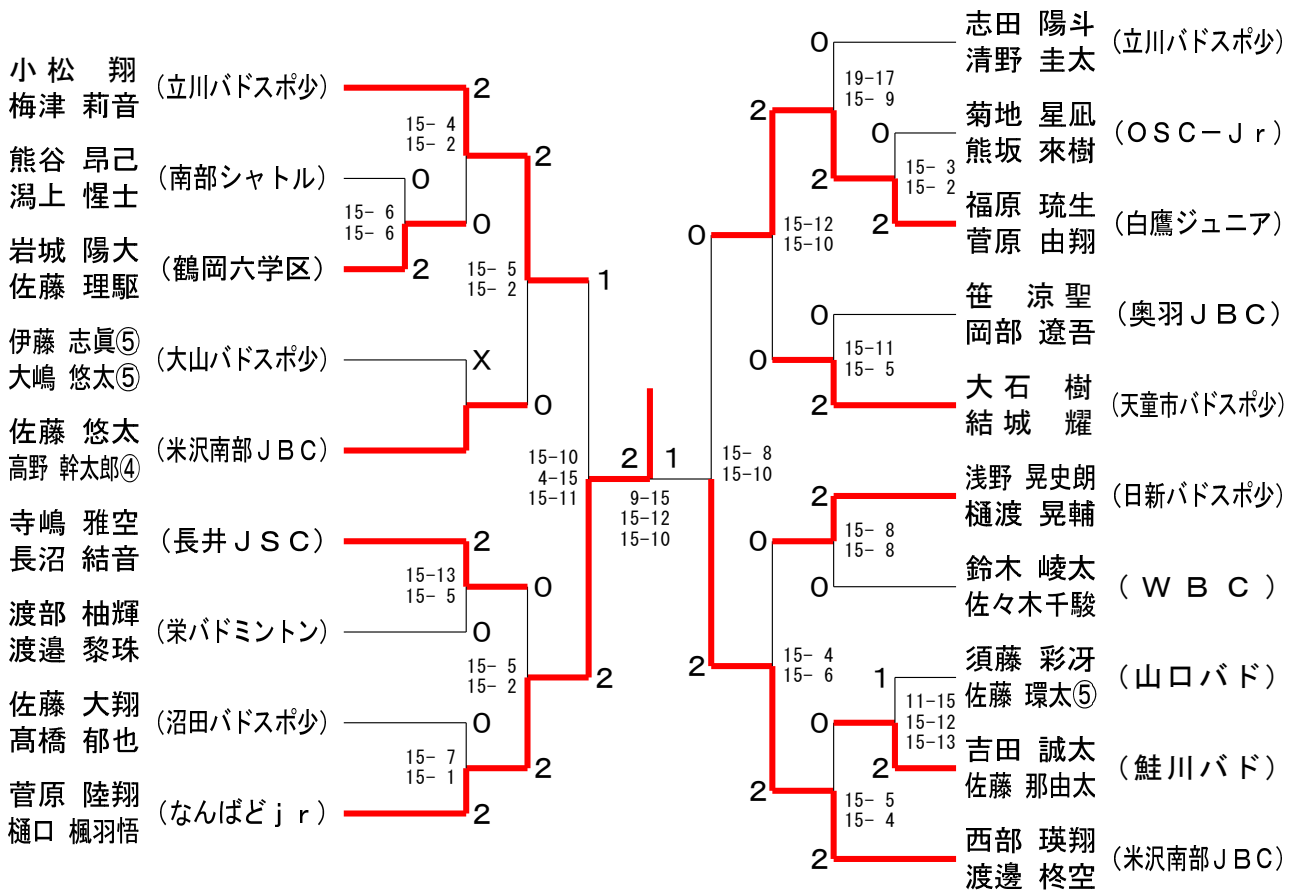 小松 翔
梅津 莉音
(立川バドスポ少)
2
15- 4
15- 2
2
熊谷 昂己
潟上 惺士
(南部シャトル)
0
15- 6
15- 6
0
岩城 陽大
佐藤 理駆
(鶴岡六学区)
2
15- 5
15- 2
1
伊藤 志眞⑤
大嶋 悠太⑤
(大山バドスポ少)
X
0
佐藤 悠太
高野 幹太郎④
(米沢南部JBC)
15-10
4-15
15-11
2
1
9-15
15-12
15-10
寺嶋 雅空
長沼 結音
(長井JSC)
2
15-13
15- 5
0
渡部 柚輝
渡邉 黎珠
(栄バドミントン)
0
15- 5
15- 2
2
佐藤 大翔
髙橋 郁也
(沼田バドスポ少)
0
15- 7
15- 1
2
菅原 陸翔
樋口 楓羽悟
(なんばどjr)
2
志田 陽斗
清野 圭太
(立川バドスポ少)
0
19-17
15- 9
2
菊地 星凪
熊坂 來樹
(OSC-Jr)
0
15- 3
15- 2
2
福原 琉生
菅原 由翔
(白鷹ジュニア)
2
15-12
15-10
0
笹 涼聖
岡部 遼吾
(奥羽JBC)
0
15-11
15- 5
0
大石 樹
結城 耀
(天童市バドスポ少)
2
15- 8
15-10
浅野 晃史朗
樋渡 晃輔
(日新バドスポ少)
2
15- 8
15- 8
0
鈴木 崚太
佐々木千駿
(WBC)
0
15- 4
15- 6
2
須藤 彩冴
佐藤 環太⑤
(山口バド)
1
11-15
15-12
15-13
0
吉田 誠太
佐藤 那由太
(鮭川バド)
2
15- 5
15- 4
2
西部 瑛翔
渡邊 柊空
(米沢南部JBC)
2